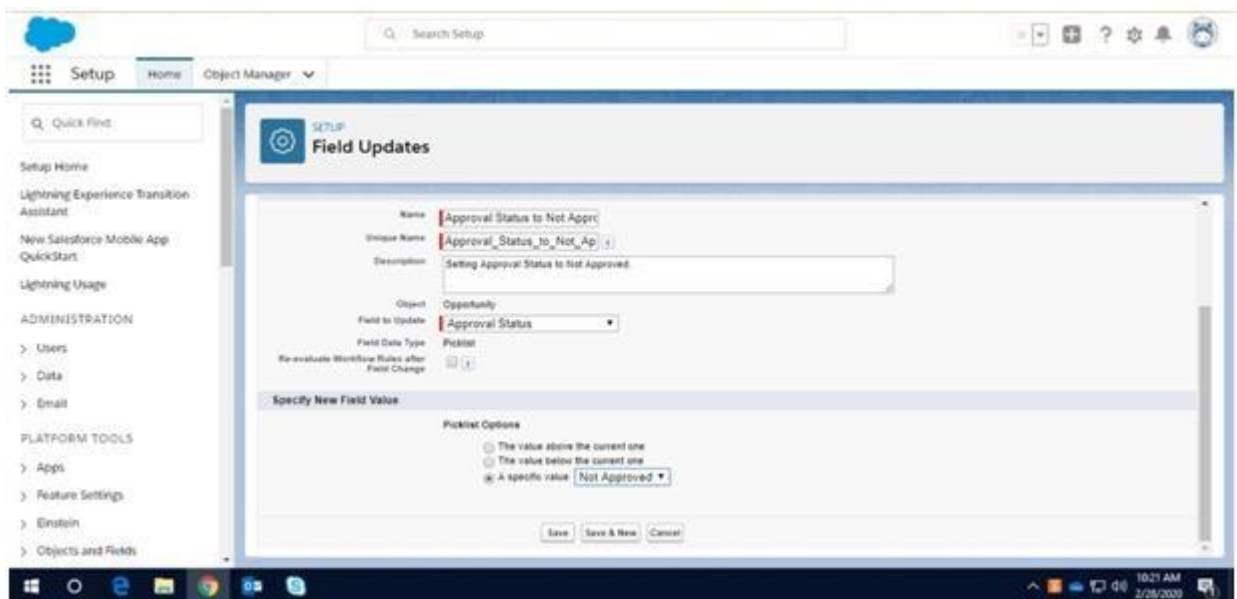 Search Setup
Setup
Home
Object Manager
Quick Find
Setup Home
Lightning Experience Transition
Assistant
New Salesforce Mobile App
QuickStart
Lightning Usage
ADMINISTRATION
> Users
> Data
> Email
PLATFORM TOOLS
> Apps
> Feature Settings
> Einstein
> Objects and Fields
SETUP
Field Updates
Name
Approval Status to Not Appro
Unique Name
Approval_Status_to_Not_Ap
Description
Setting Approval Status to Not Approved.
Object
Opportunity
Field to Update
Approval Status
Field Data Type
Picklist
Re-evaluate Workflow Rules after
Field Change
Specify New Field Value
Picklist Options
The value above the current one
The value below the current one
A specific value Not Approved
Save
Save & New
Cancel
10:21 AM
2/28/2020